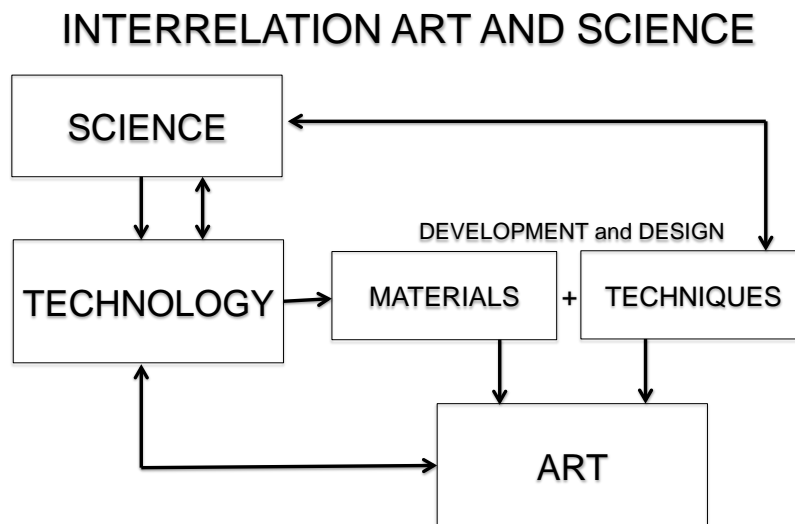 INTERRELATION ART AND SCIENCE
SCIENCE
DEVELOPMENT and DESIGN
TECHNOLOGY
MATERIALS
+
TECHNIQUES
ART